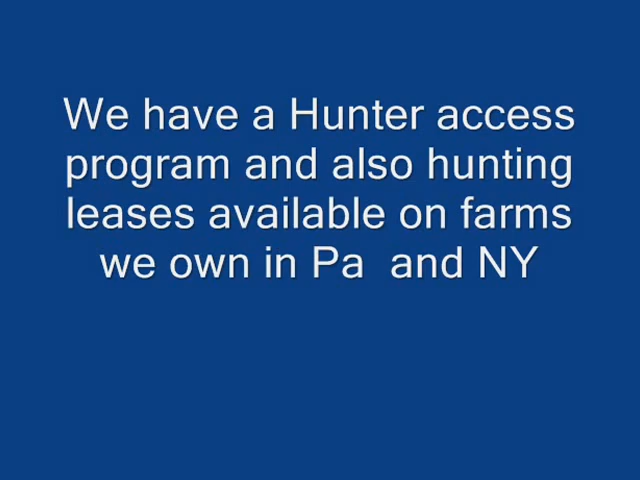 We have a Hunter access
program and also hunting
leases available on farms
we own in Pa  and NY